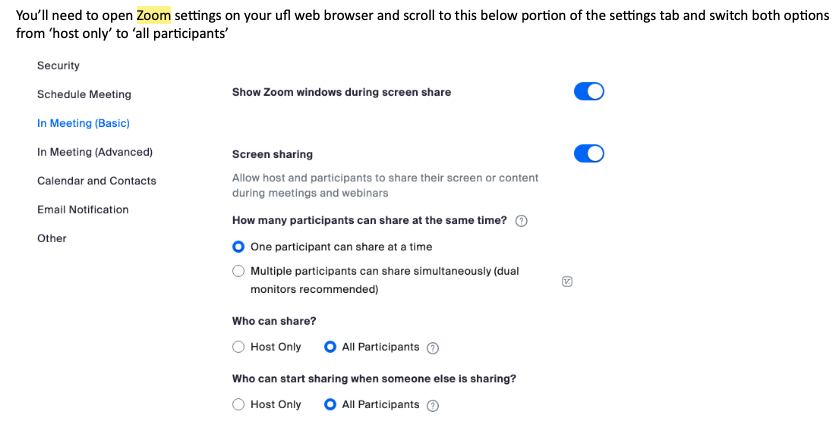 You'll need to open Zoom settings on your ufl web browser and scroll to this below portion of the settings tab and switch both options
from 'host only' to 'all participants'
Security
Schedule Meeting
In Meeting (Basic)
In Meeting (Advanced)
Calendar and Contacts
Email Notification
Other
Show Zoom windows during screen share
Screen sharing
Allow host and participants to share their screen or content
during meetings and webinars
How many participants can share at the same time? ?
One participant can share at a time
Multiple participants can share simultaneously (dual
monitors recommended)
Who can share?
Host Only All Participants ?
Who can start sharing when someone else is sharing?
Host Only All Participants ?